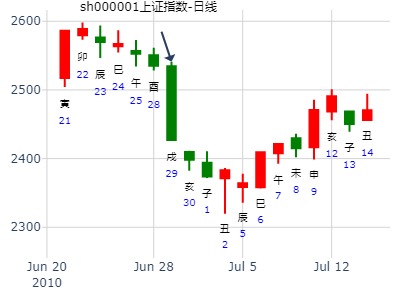 sh000001上证指数-日线
2600
2500
2400
2300
寅
21
卯
22
辰
23
巳
24
午
25
酉
28
戌
29
亥
30
子
1
丑
2
辰
5
巳
6
午
7
未
8
申
9
亥
12
子
13
丑
14
Jun 20
2010
Jun 28
Jul 5
Jul 12